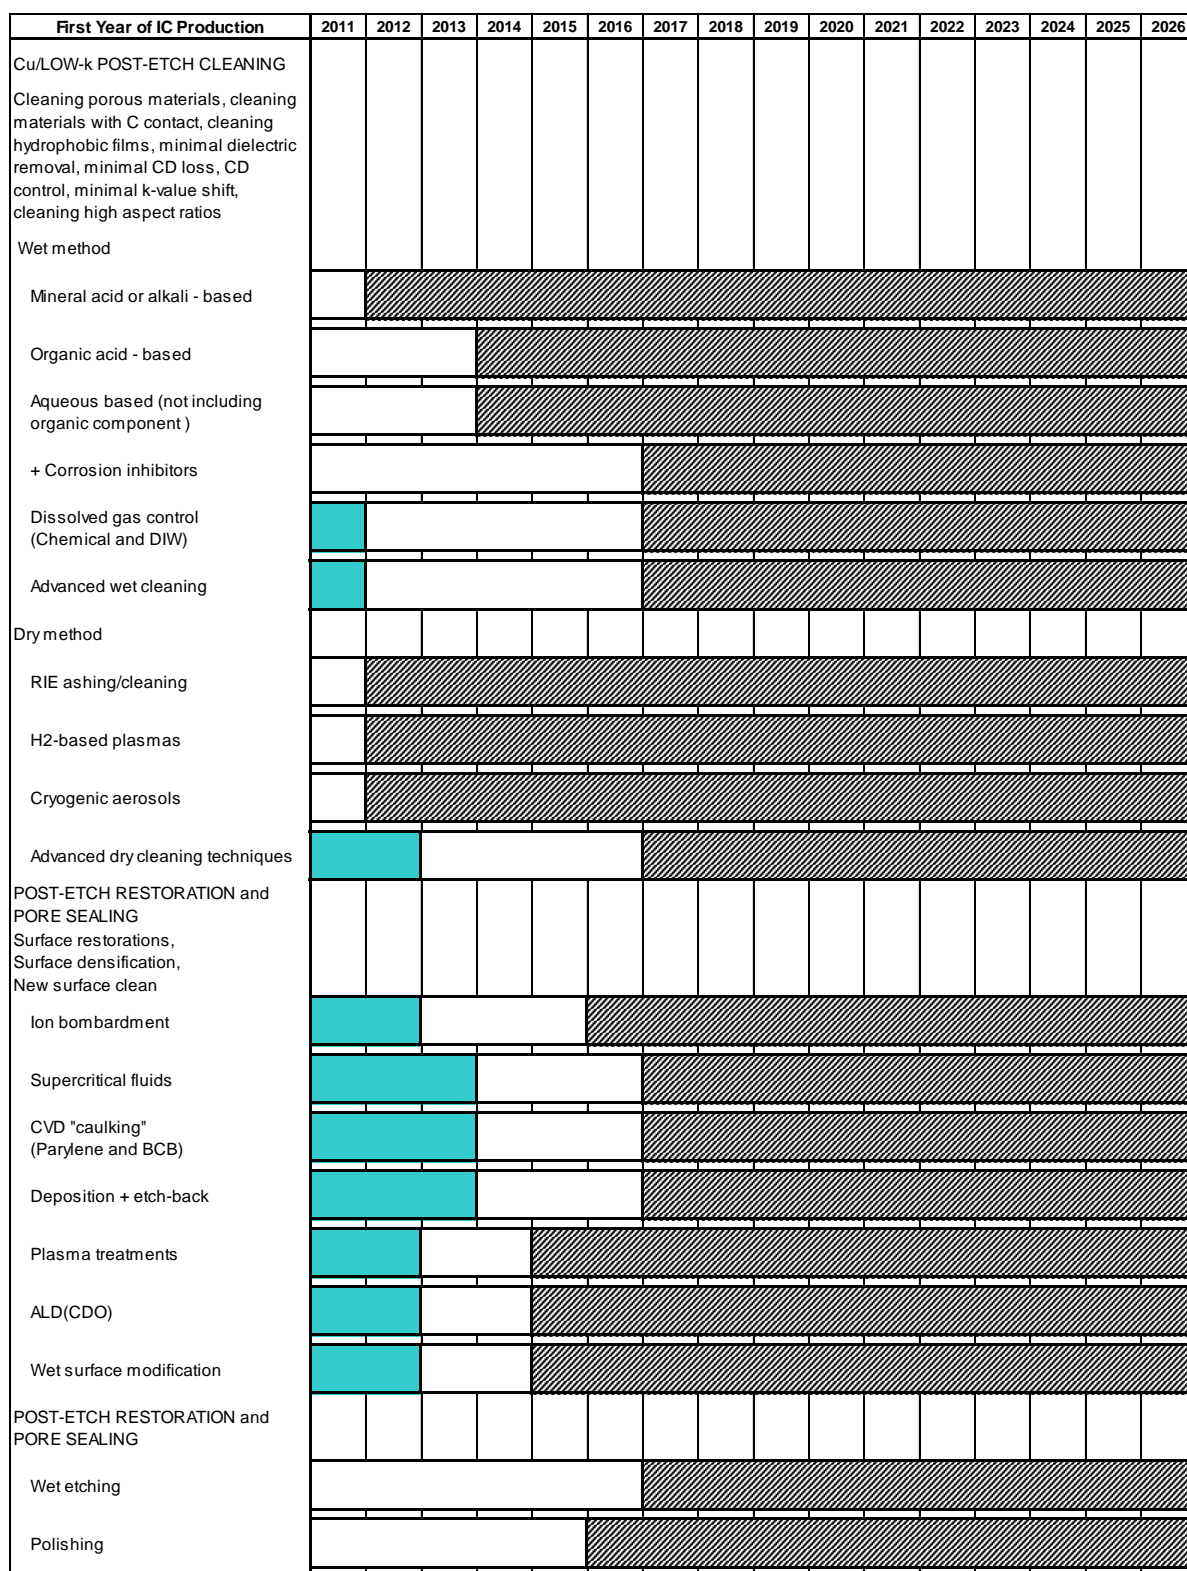 First Year of IC Production 2011 2012 2013 2014 2015 2016 2017 2018 2019 2020 2021 2022 2023 2024 2025 2026
Cu/LOW-k POST-ETCH CLEANING
Cleaning porous materials, cleaning
materials with C contact, cleaning
hydrophobic films, minimal dielectric
removal, minimal CD loss, CD
control, minimal k-value shift,
cleaning high aspect ratios
Wet method
Mineral acid or alkali - based
Organic acid - based
Aqueous based (not including
organic component )
+ Corrosion inhibitors
Dissolved gas control
(Chemical and DIW)
Advanced wet cleaning
Dry method
RIE ashing/cleaning
H2-based plasmas
Cryogenic aerosols
Advanced dry cleaning techniques
POST-ETCH RESTORATION and
PORE SEALING
Surface restorations,
Surface densification,
New surface clean
Ion bombardment
Supercritical fluids
CVD "caulking"
(Parylene and BCB)
Deposition + etch-back
Plasma treatments
ALD(CDO)
Wet surface modification
POST-ETCH RESTORATION and
PORE SEALING
Wet etching
Polishing